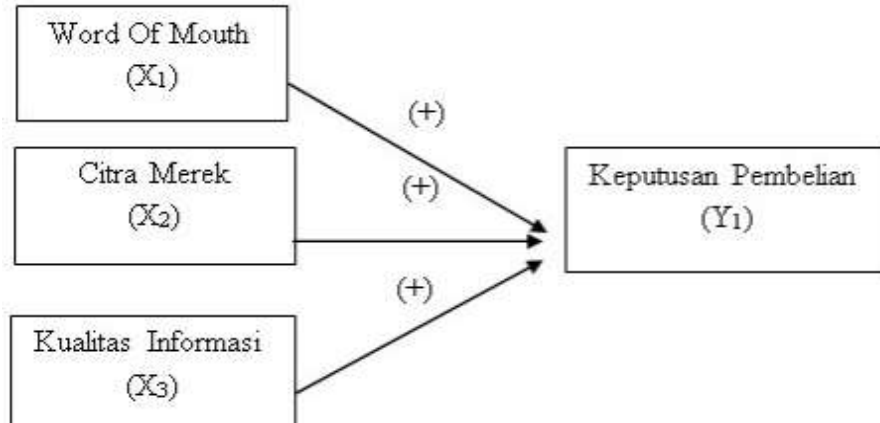 Word Of Mouth
(X1)
(+)
Citra Merek
(X2)
(+)
Keputusan Pembelian
(Y1)
(+)
Kualitas Informasi
(X3)